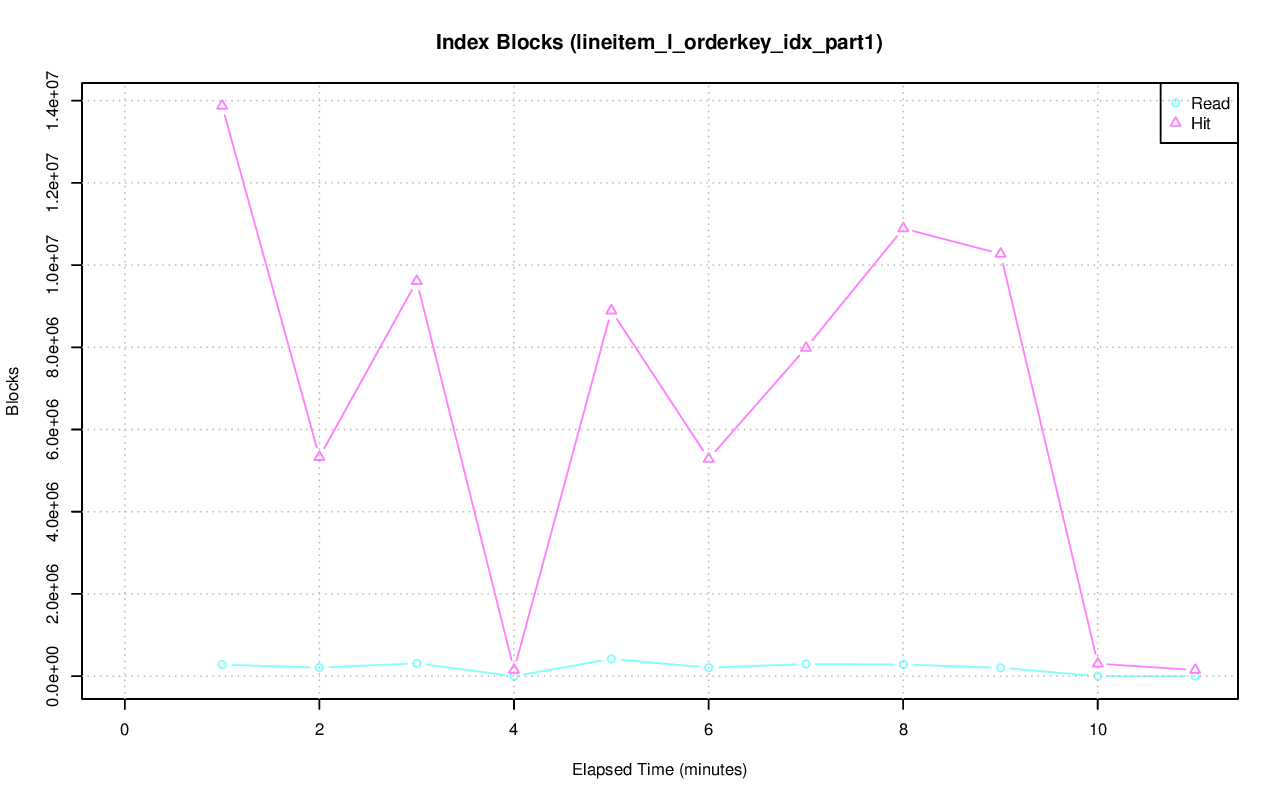 Index Blocks (lineitem_l_orderkey_idx_part1)
Read
Hit
1.4e+07
1.2e+07
1.0e+07
8.0e+06
6.0e+06
4.0e+06
2.0e+06
0.0e+00
Blocks
0 2 4 6 8 10
Elapsed Time (minutes)